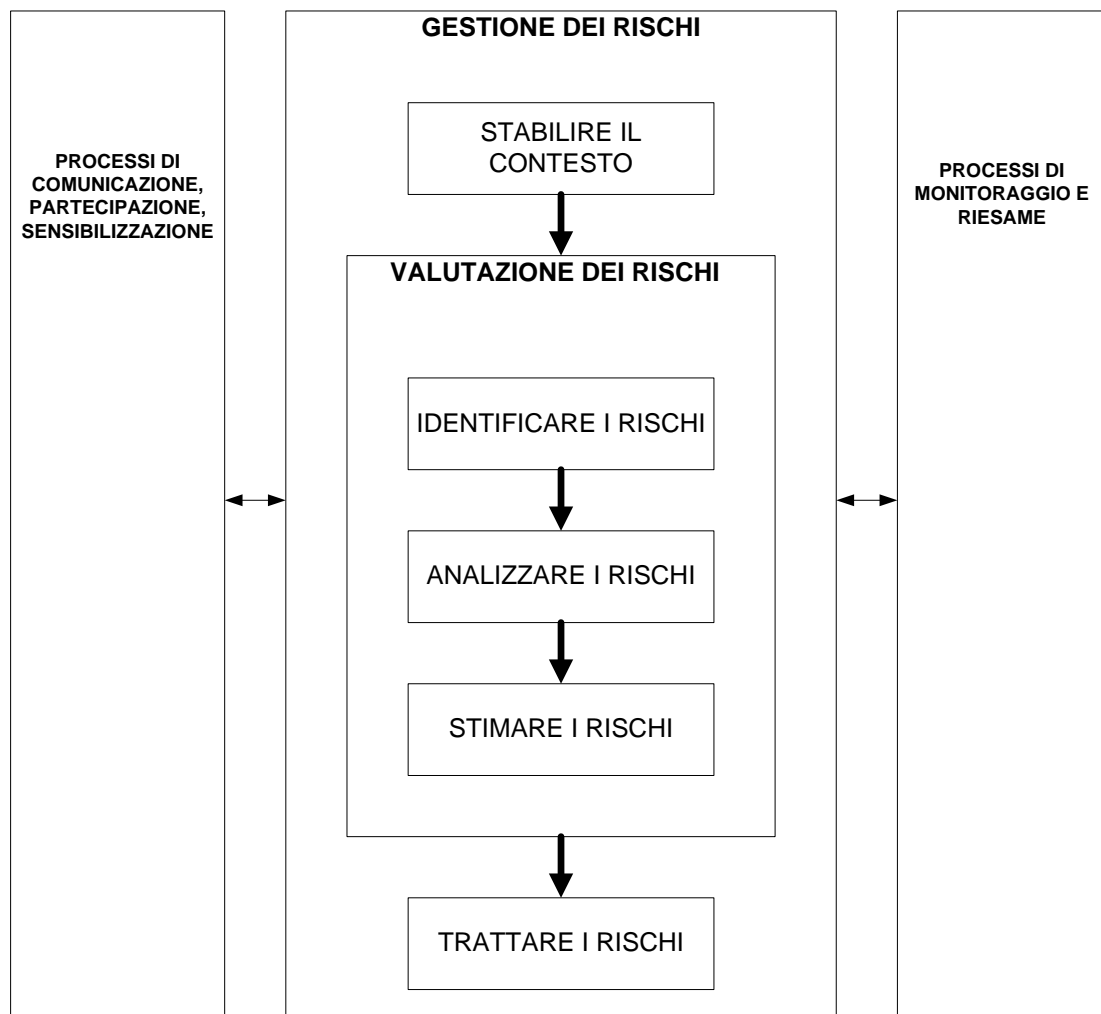 GESTIONE DEI RISCHI
STABILIRE IL
CONTESTO
PROCESSI DI
COMUNICAZIONE,
PARTECIPAZIONE,
SENSIBILIZZAZIONE
PROCESSI DI
MONITORAGGIO E
RIESAME
VALUTAZIONE DEI RISCHI
IDENTIFICARE I RISCHI
ANALIZZARE I RISCHI
STIMARE I RISCHI
TRATTARE I RISCHI